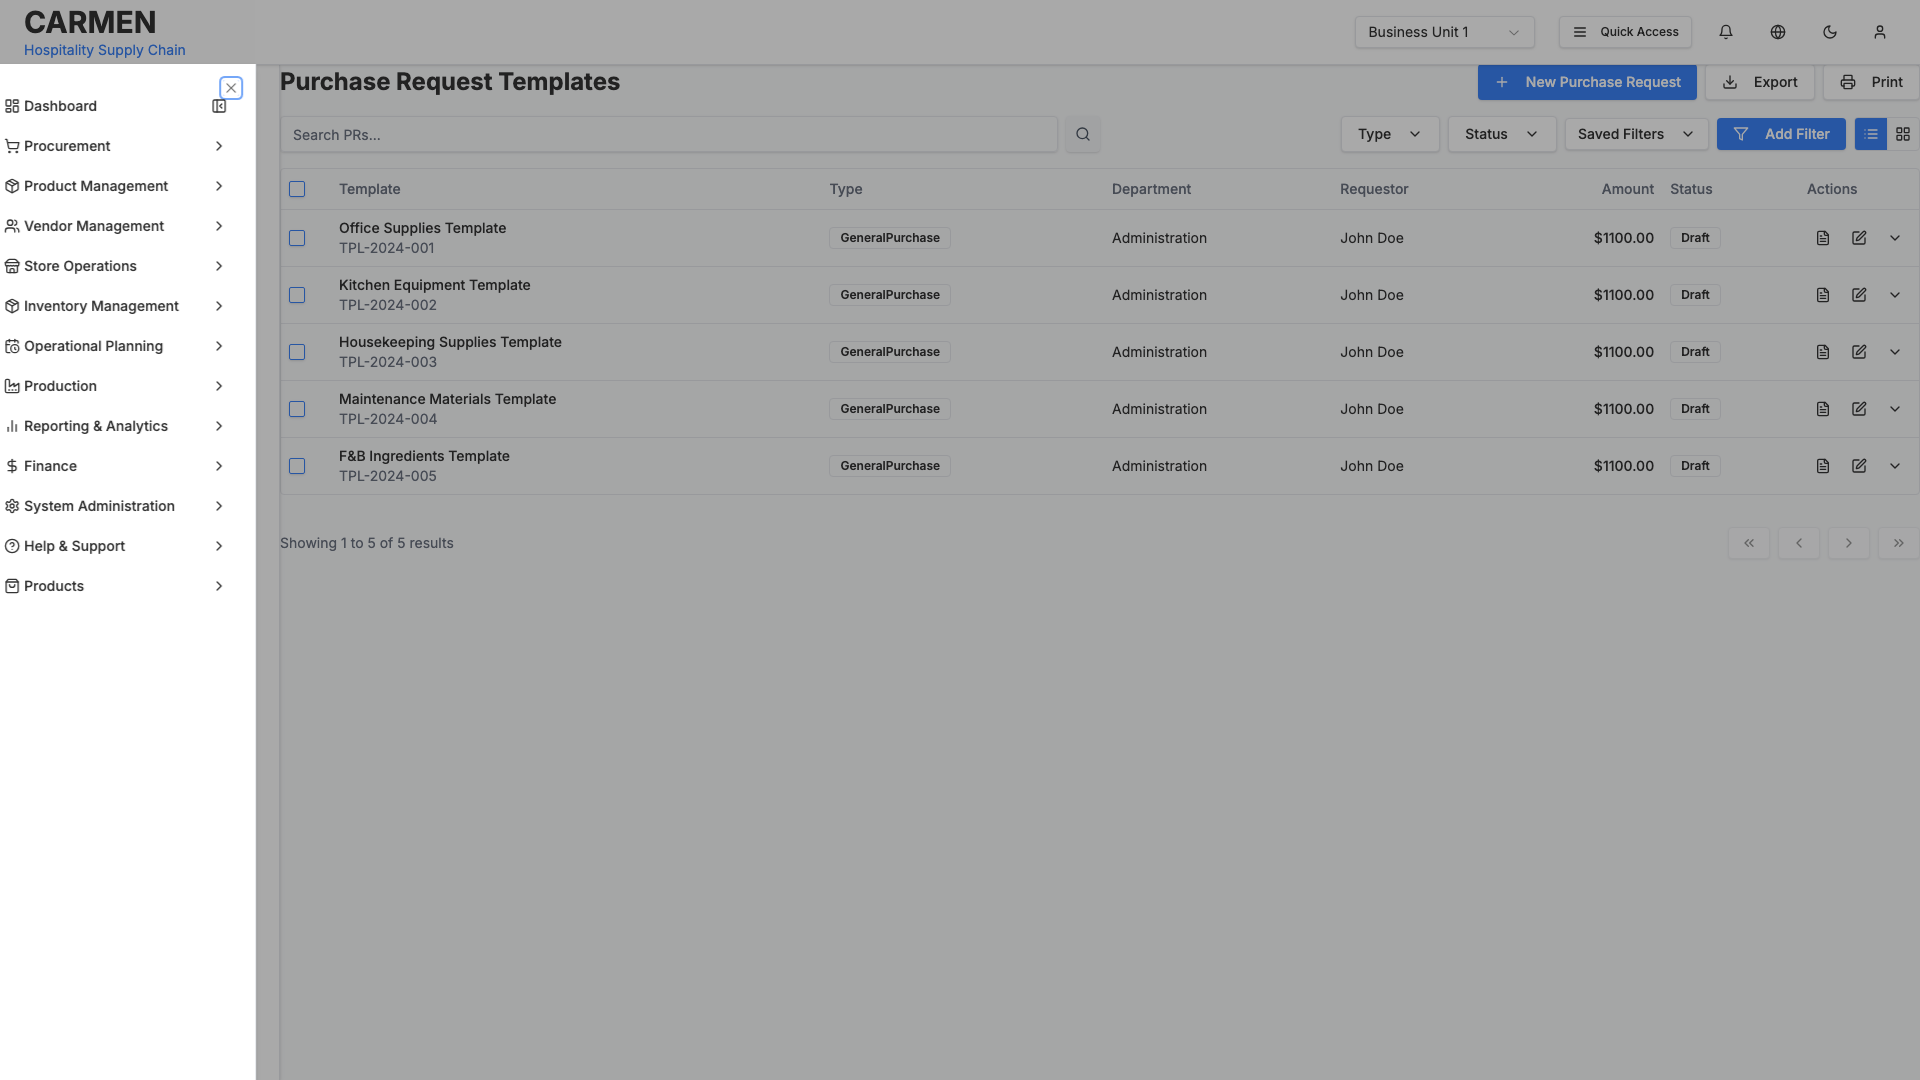 CARMEN
Hospitality Supply Chain
Business Unit 1
Quick Access
Dashboard
Procurement
Product Management
Vendor Management
Store Operations
Inventory Management
Operational Planning
Production
Reporting & Analytics
Finance
System Administration
Help & Support
Products
Purchase Request Templates
New Purchase Request
Export
Print
Search PRs...
Type
Status
Saved Filters
Add Filter
Template Type Department Requestor Amount Status Actions
Office Supplies Template
TPL-2024-001
GeneralPurchase Administration John Doe $1100.00 Draft
Kitchen Equipment Template
TPL-2024-002
GeneralPurchase Administration John Doe $1100.00 Draft
Housekeeping Supplies Template
TPL-2024-003
GeneralPurchase Administration John Doe $1100.00 Draft
Maintenance Materials Template
TPL-2024-004
GeneralPurchase Administration John Doe $1100.00 Draft
F&B Ingredients Template
TPL-2024-005
GeneralPurchase Administration John Doe $1100.00 Draft
Showing 1 to 5 of 5 results